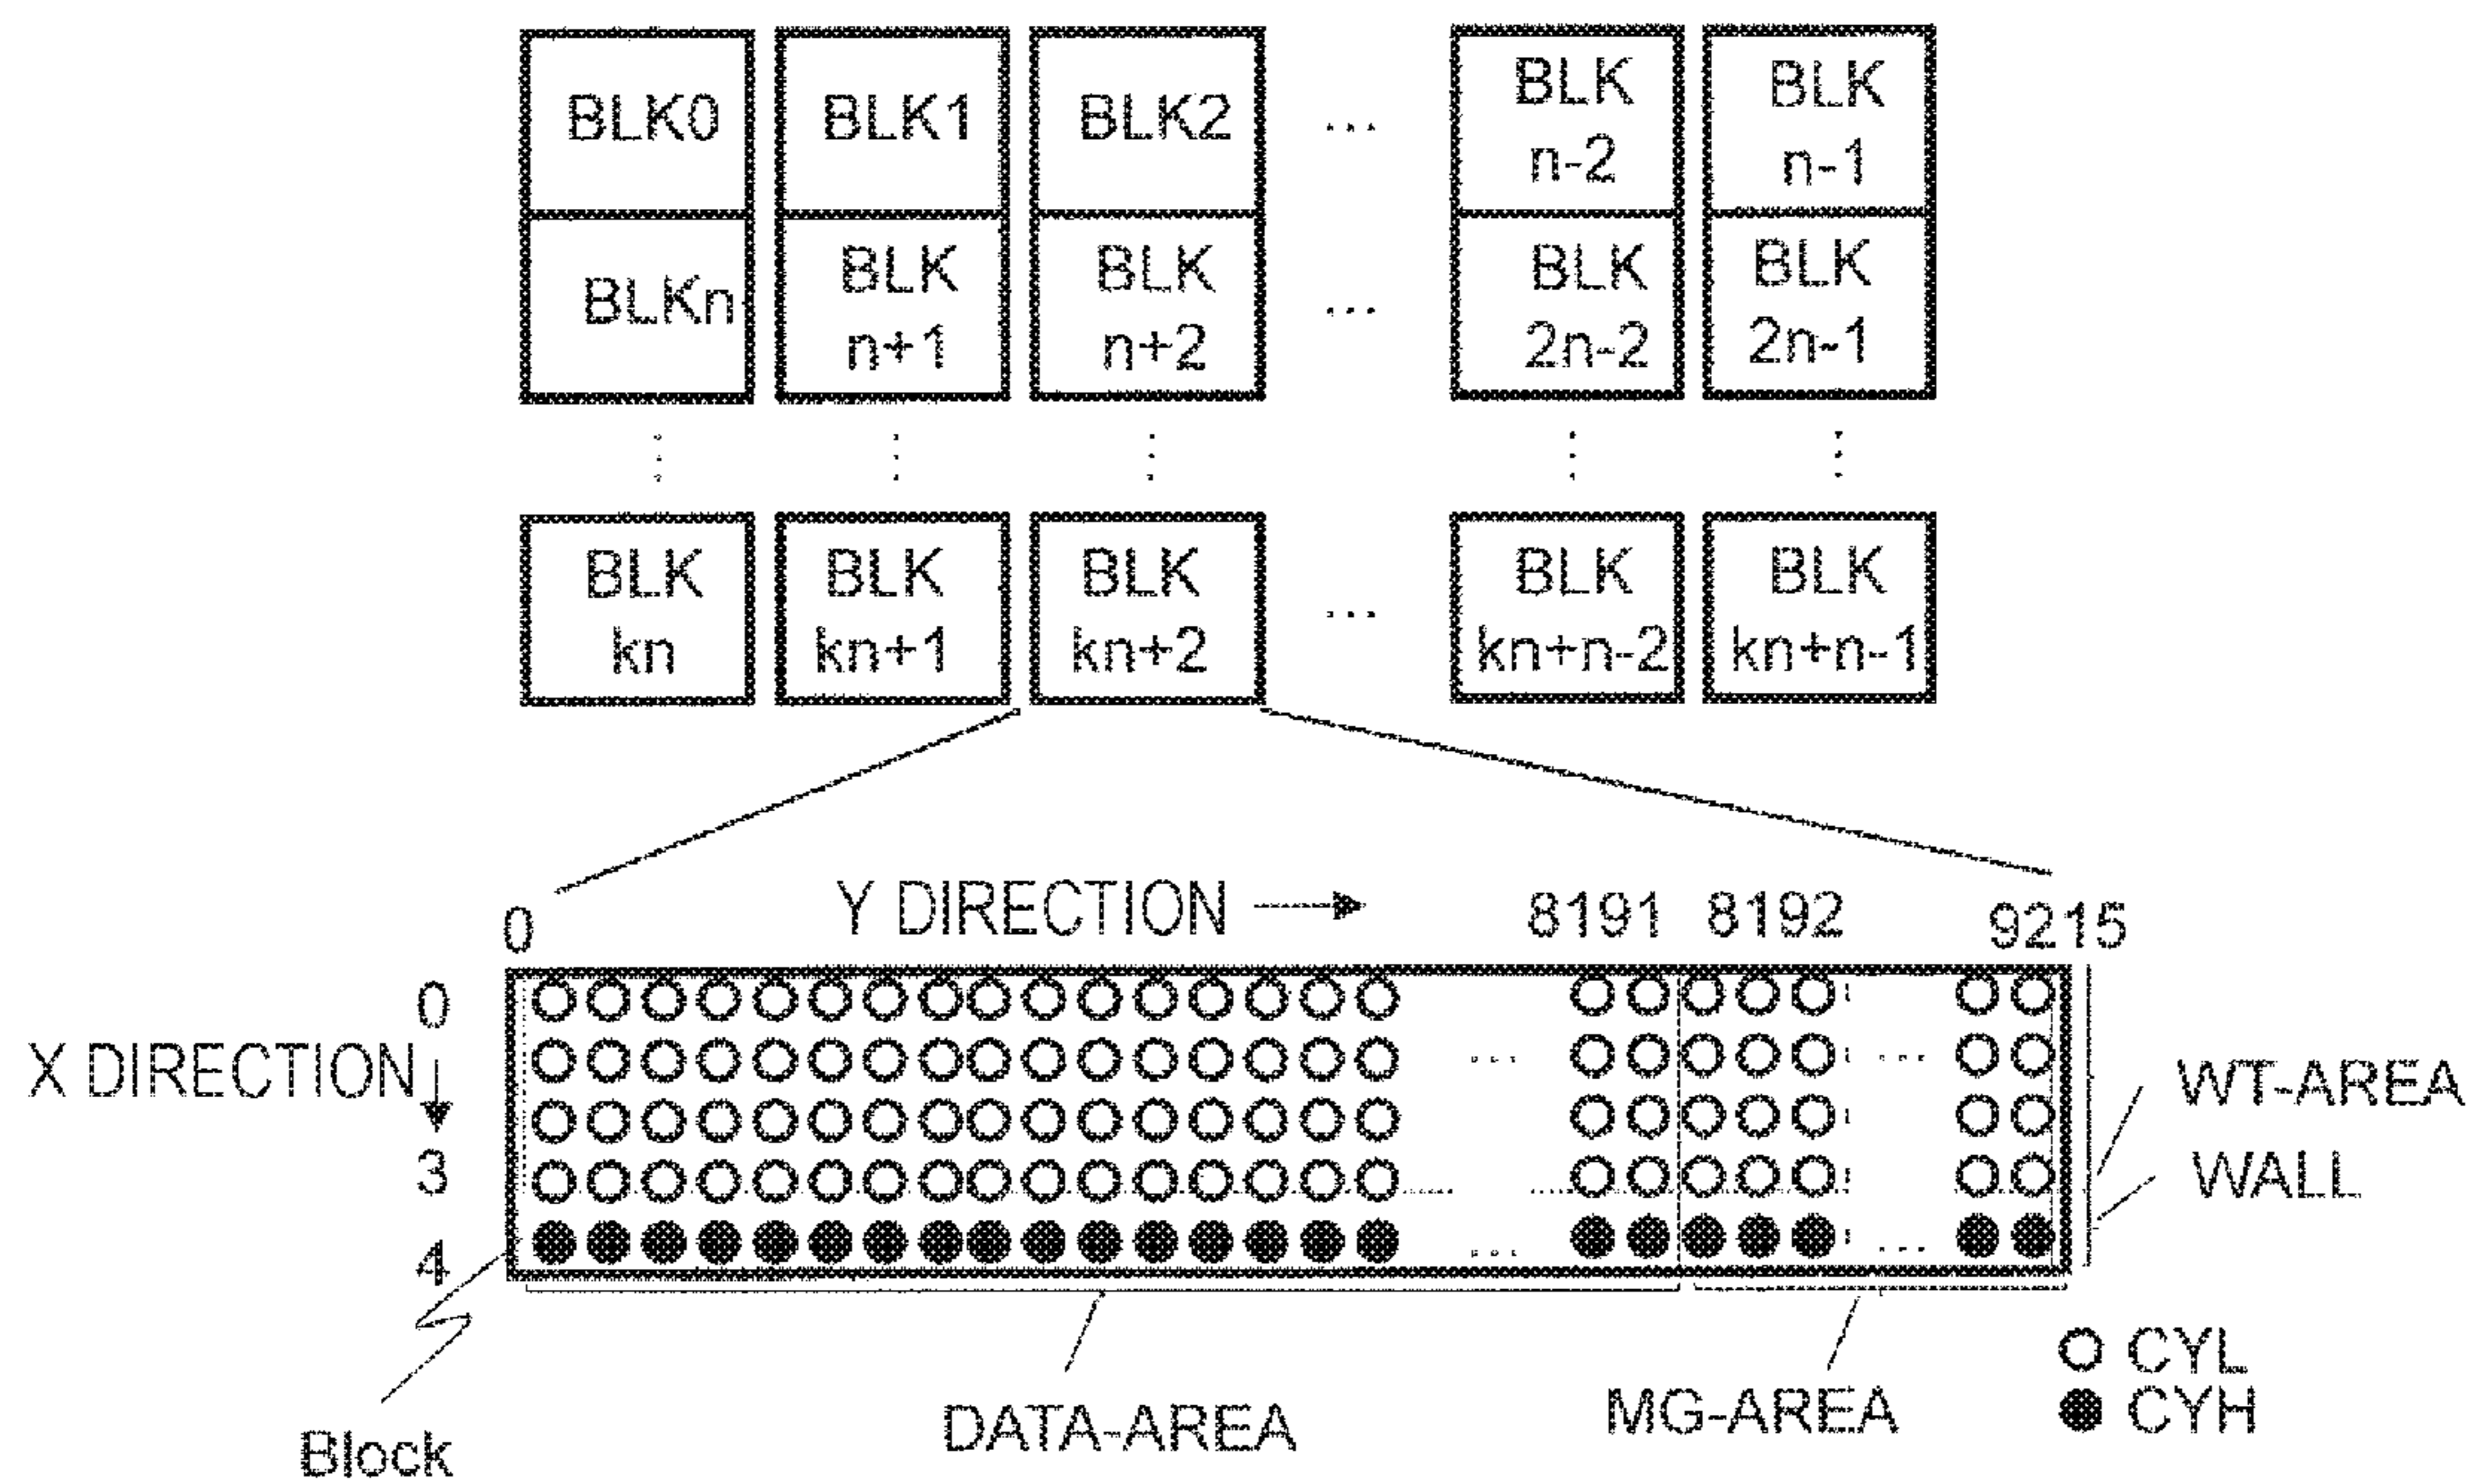 BLK0 BLK1 BLK2 ... BLK n-2 BLK n-1
BLKn BLK n+1 BLK n+2 ... BLK 2n-2 BLK 2n-1
BLK kn BLK kn+1 BLK kn+2 ... BLK kn+n-2 BLK kn+n-1
Y DIRECTION
0 8191 8192 9215
0
X DIRECTION
3
4
...
...
...
...
WT-AREA
WALL
Block
DATA-AREA
MG-AREA
CYL
CYH